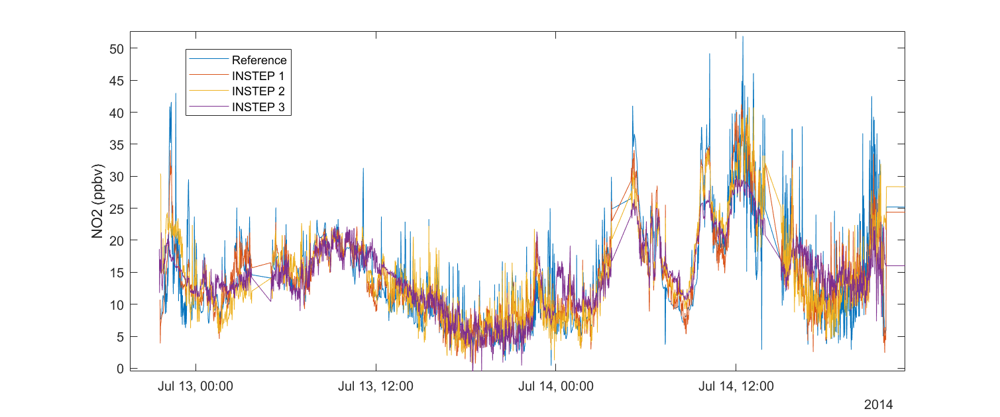 50
45
40
35
30
25
20
15
10
5
0
NO2 (ppbv)
Reference
INSTEP 1
INSTEP 2
INSTEP 3
Jul 13, 00:00
Jul 13, 12:00
Jul 14, 00:00
Jul 14, 12:00
2014